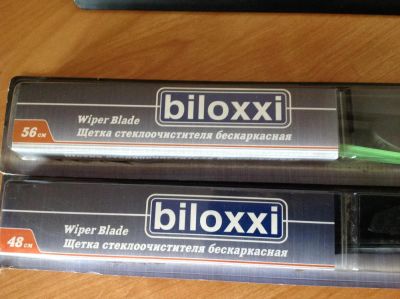 biloxxi
Wiper Blade
56 см
Щетка стеклоочистителя бескаркасная
biloxxi
Wiper Blade
48 см
Щетка стеклоочистителя бескаркасная